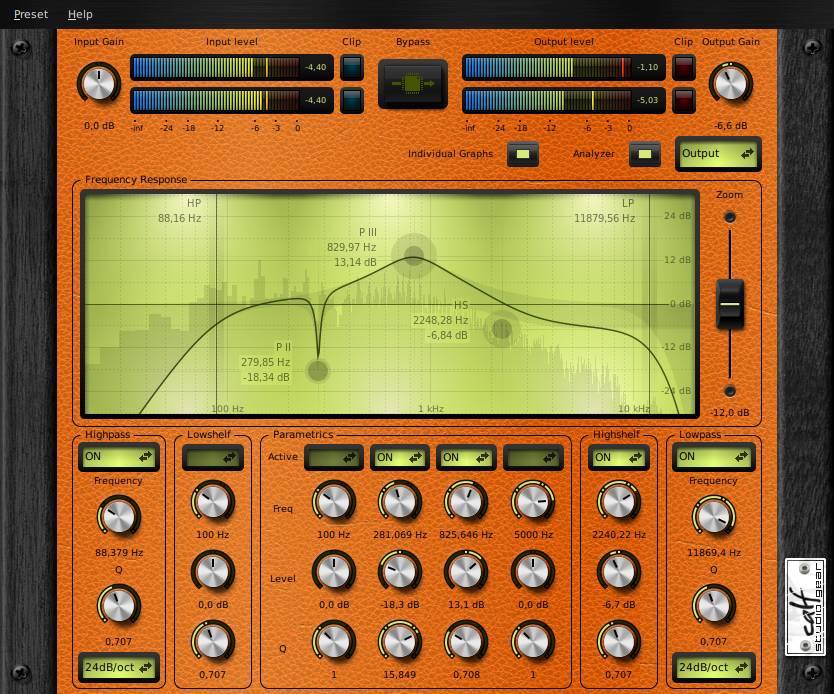 Preset Help
Input Gain Input level Clip Bypass Output level Clip Output Gain
-4,40 -1,10
-4,40 -5,03
0,0 dB -inf -24 -18 -12 -6 -3 0 -inf -24 -18 -12 -6 -3 0 -6,6 dB
Individual Graphs Analyzer Output
Frequency Response
Zoom
HP LP
88,16 Hz 11879,56 Hz 24 dB
P III
829,97 Hz
13,14 dB 12 dB
HS 0 dB
2248,28 Hz
-6,84 dB
P II -12 dB
279,85 Hz
-18,34 dB
-24 dB
100 Hz 1 kHz 10 kHz -12,0 dB
Highpass Lowshelf Parametrics Highshelf Lowpass
ON Active ON ON ON ON
Frequency Frequency
Freq
100 Hz 100 Hz 281,069 Hz 825,646 Hz 5000 Hz 2240,22 Hz
88,379 Hz 11869,4 Hz
Q Q
Level
0,0 dB 0,0 dB -18,3 dB 13,1 dB 0,0 dB -6,7 dB
0,707 0,707
Q
24dB/oct 24dB/oct
0,707 1 15,849 0,708 1 0,707
calf
studio gear